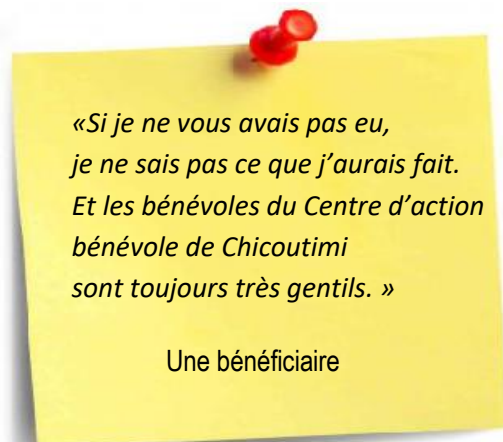 «Si je ne vous avais pas eu,
je ne sais pas ce que j’aurais fait.
Et les bénévoles du Centre d’action
bénévole de Chicoutimi
sont toujours très gentils. »
Une bénéficiaire